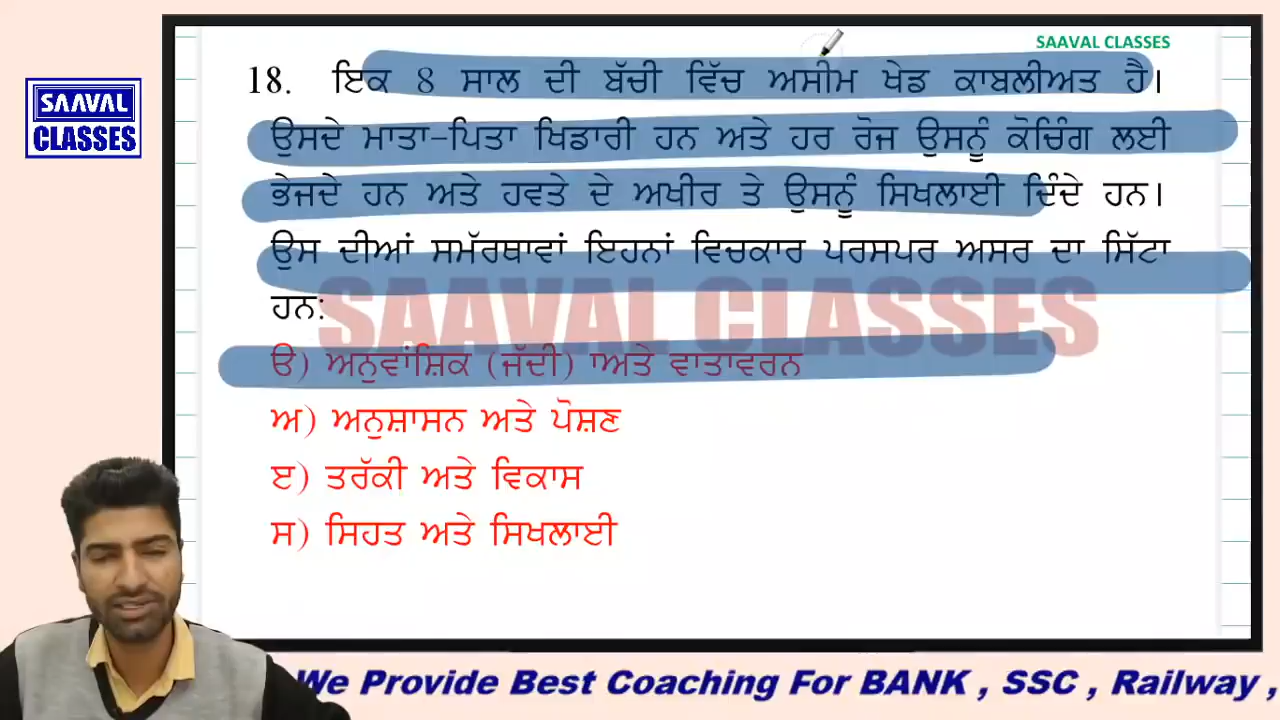 SAAVAL CLASSES
SAAVAL
CLASSES
18. ਇਕ 8 ਸਾਲ ਦੀ ਬੱਚੀ ਵਿੱਚ ਅਸੀਮ ਖੇਡ ਕਾਬਲੀਅਤ ਹੈ।
ਉਸਦੇ ਮਾਤਾ-ਪਿਤਾ ਖਿਡਾਰੀ ਹਨ ਅਤੇ ਹਰ ਰੋਜ ਉਸਨੂੰ ਕੋਚਿੰਗ ਲਈ
ਭੇਜਦੇ ਹਨ ਅਤੇ ਹਵਤੇ ਦੇ ਅਖੀਰ ਤੇ ਉਸਨੂੰ ਸਿਖਲਾਈ ਦਿੰਦੇ ਹਨ।
ਉਸ ਦੀਆਂ ਸਮੱਰਥਾਵਾਂ ਇਹਨਾਂ ਵਿਚਕਾਰ ਪਰਸਪਰ ਅਸਰ ਦਾ ਸਿੱਟਾ
ਹਨ:
SAAVAL CLASSES
ੳ) ਅਨੁਵਾਂਸ਼ਿਕ (ਜੱਦੀ) ਾਅਤੇ ਵਾਤਾਵਰਨ
ਅ) ਅਨੁਸ਼ਾਸਨ ਅਤੇ ਪੋਸ਼ਣ
ੲ) ਤਰੱਕੀ ਅਤੇ ਵਿਕਾਸ
ਸ) ਸਿਹਤ ਅਤੇ ਸਿਖਲਾਈ
We Provide Best Coaching For BANK , SSC , Railway ,